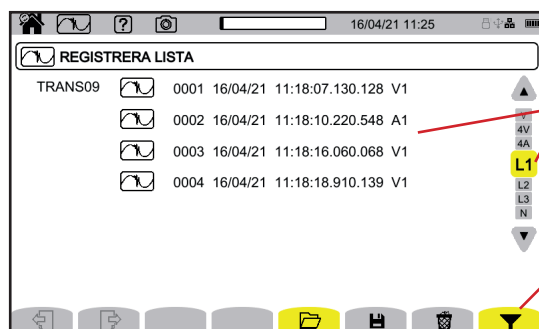 ?
16/04/21 11:25
REGISTRERA LISTA
TRANS09
0001 16/04/21 11:18:07.130.128 V1
0002 16/04/21 11:18:10.220.548 A1
0003 16/04/21 11:18:16.060.068 V1
0004 16/04/21 11:18:18.910.139 V1
4V
4A
L1
L2
L3
N